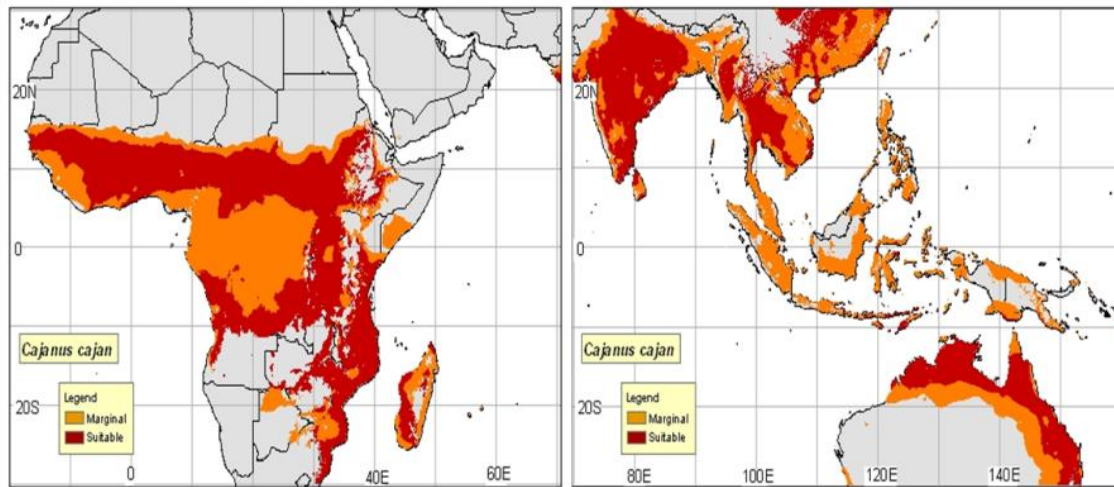 20N
0
Cajanus cajan
Legend
Marginal
Suitable
20S
0
40E
60E
20N
0
Cajanus cajan
Legend
Marginal
Suitable
20S
80E
100E
120E
140E